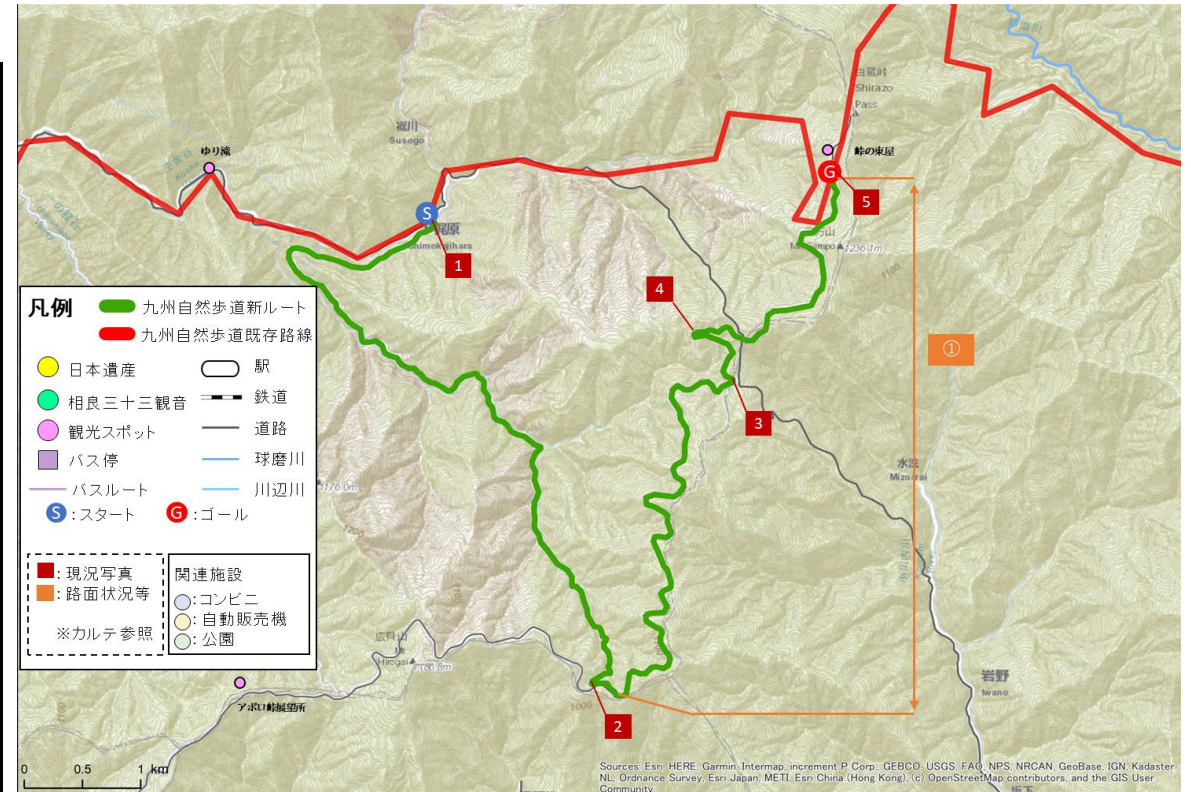 白蔵峠
Shirazo
Pass
裾川
Susogo
ゆり滝
峠の東屋
G
5
S
尾原
Shimokajihara
1
1236.1m
1100
4
①
3
凡例
九州自然歩道新ルート
九州自然歩道既存路線
日本遺産
駅
相良三十三観音
鉄道
観光スポット
道路
バス停
球磨川
バスルート
川辺川
S:スタート
G:ゴール
:現況写真
:路面状況等
※カルテ参照
関連施設
:コンビニ
:自動販売機
:公園
1176.0m
1200
水洗
Mizuarai
Mt
1000
岩野
Iwano
アポロ峠展望所
1100
2
0 0.5 1 km
Sources: Esri, HERE, Garmin, Intermap, increment P Corp., GEBCO, USGS, FAO, NPS, NRCAN, GeoBase, IGN, Kadaster
NL, Ordnance Survey, Esri Japan, METI, Esri China (Hong Kong), (c) OpenStreetMap contributors, and the GIS User
Community